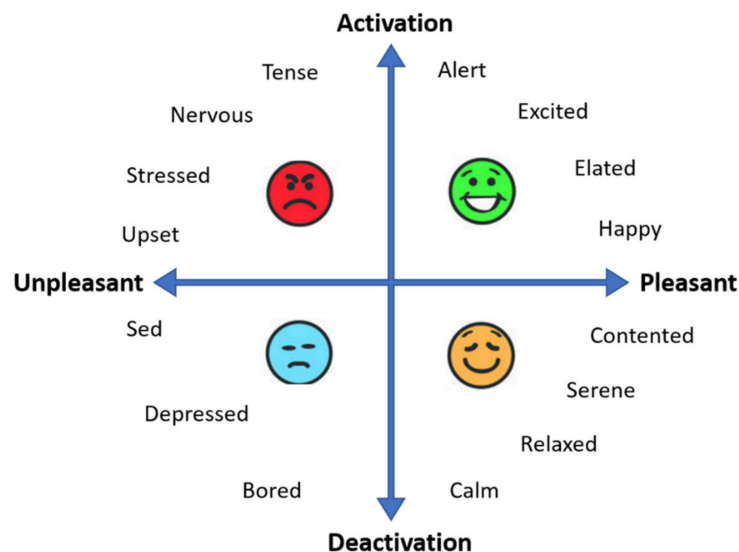 Activation
Tense Alert
Nervous Excited
Stressed Elated
Upset Happy
Unpleasant Pleasant
Sed Contented
Serene
Depressed
Relaxed
Bored Calm
Deactivation